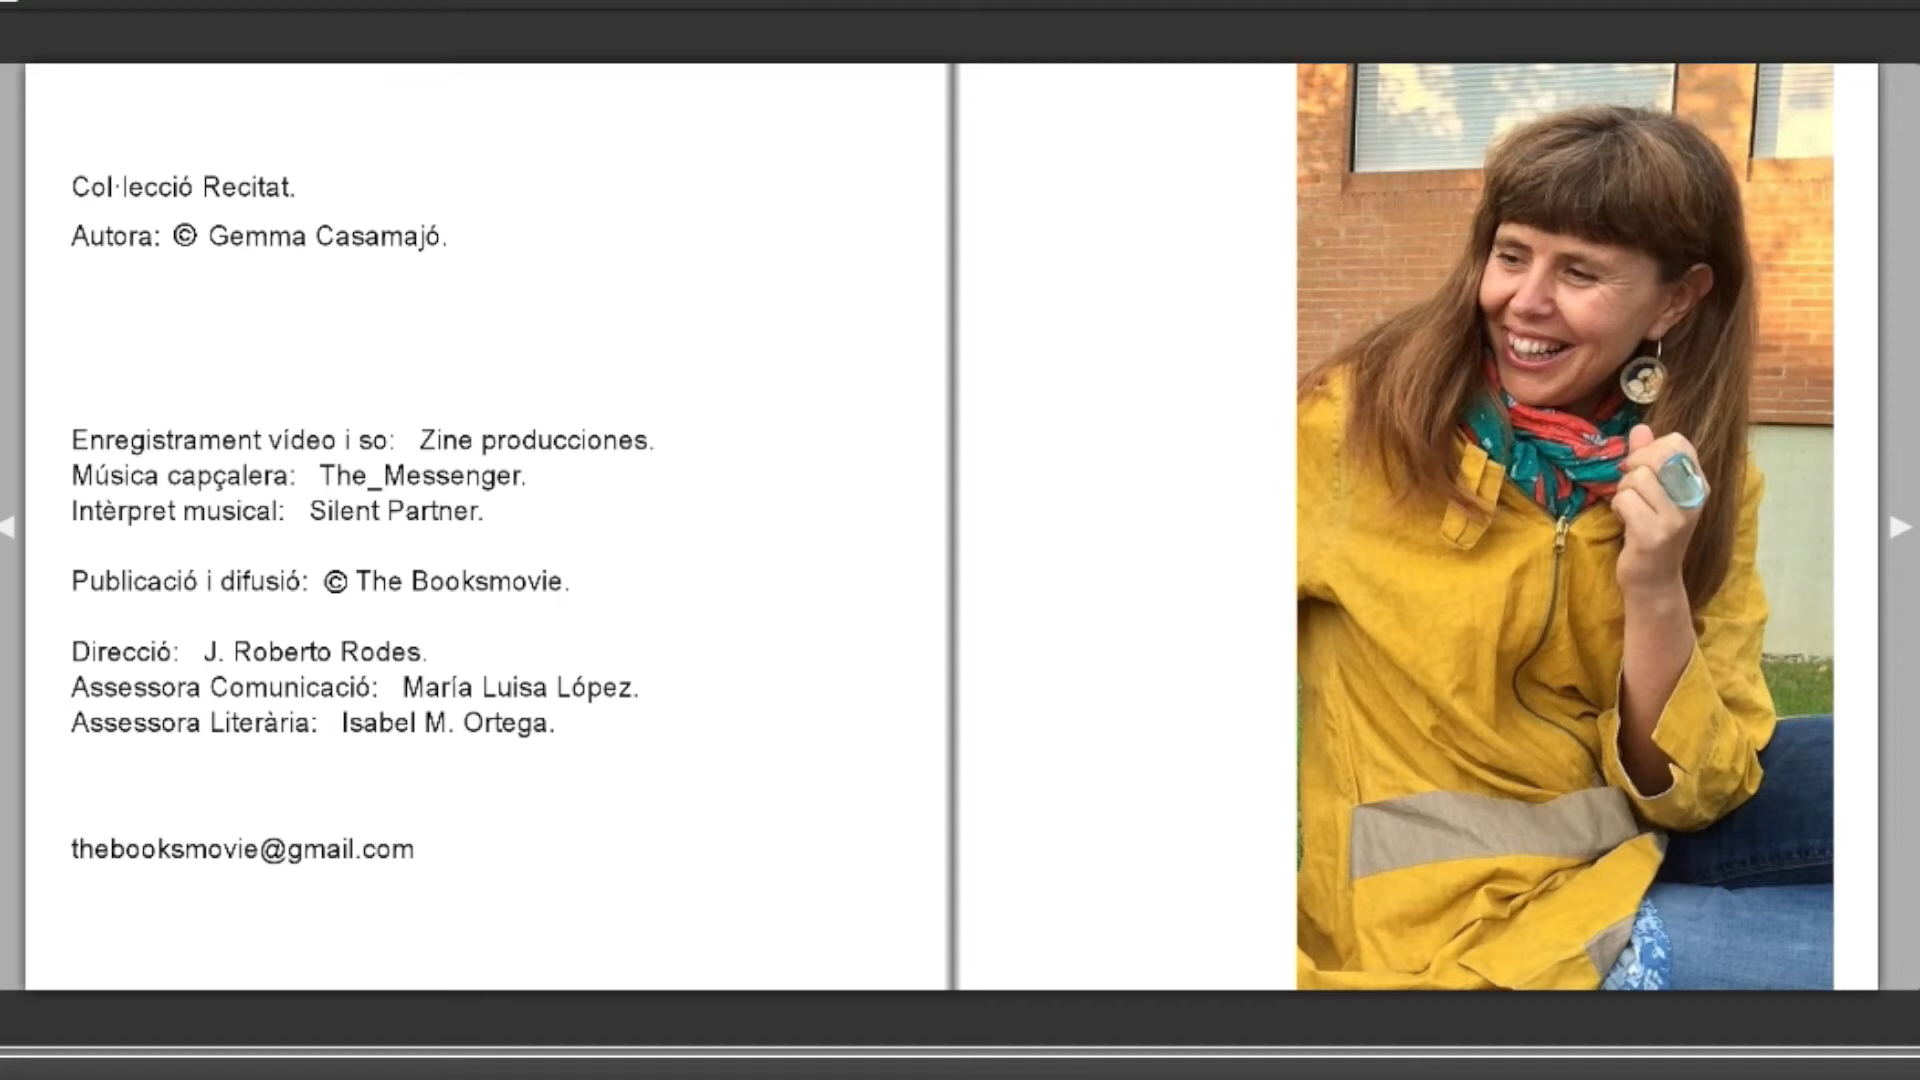 Col·lecció Recitat.
Autora: © Gemma Casamajó.
Enregistrament vídeo i so: Zine producciones.
Música capçalera: The_Messenger.
Intèrpret musical: Silent Partner.
Publicació i difusió: © The Booksmovie.
Direcció: J. Roberto Rodes.
Assessora Comunicació: María Luisa López.
Assessora Literària: Isabel M. Ortega.
thebooksmovie@gmail.com